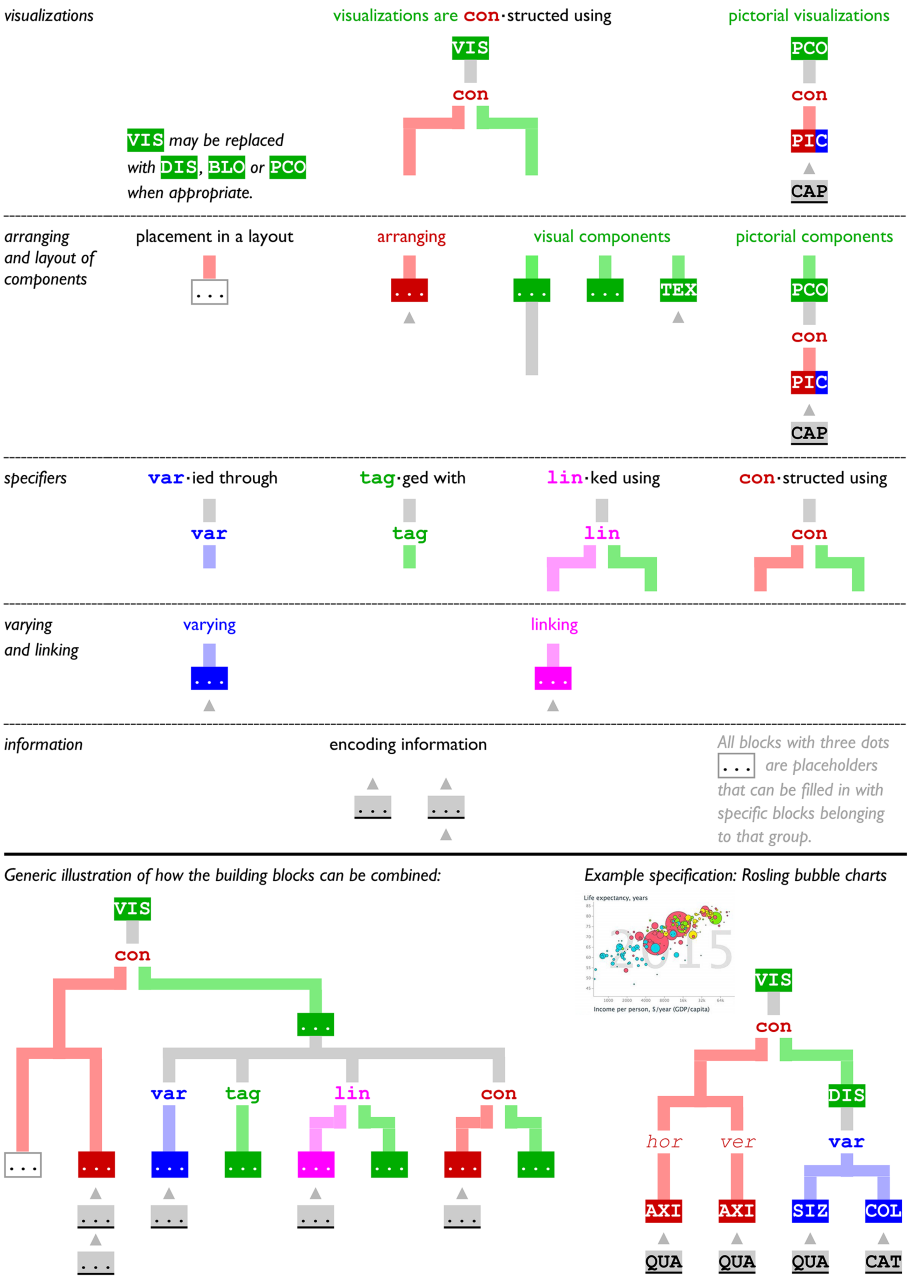 visualizations
visualizations are con·structed using
pictorial visualizations
VIS
PCO
con
con
VIS may be replaced
with DIS, BLO or PCO
when appropriate.
PIC
CAP
arranging
and layout of
components
placement in a layout
arranging
visual components
pictorial components
...
...
...
...
TEX
PCO
con
PIC
CAP
specifiers
var·ied through
tag·ged with
lin·ked using
con·structed using
var
tag
lin
con
varying
and linking
varying
linking
...
...
information
encoding information
...
...
All blocks with three dots
... are placeholders
that can be filled in with
specific blocks belonging
to that group.
Generic illustration of how the building blocks can be combined:
VIS
con
...
var
tag
lin
con
...
...
...
...
...
...
...
...
...
...
...
...
...
Example specification: Rosling bubble charts
Life expectancy, years
2015
Income per person, $/year (GDP/capita)
VIS
con
DIS
hor
ver
var
AXI
AXI
SIZ
COL
QUA
QUA
QUA
CAT